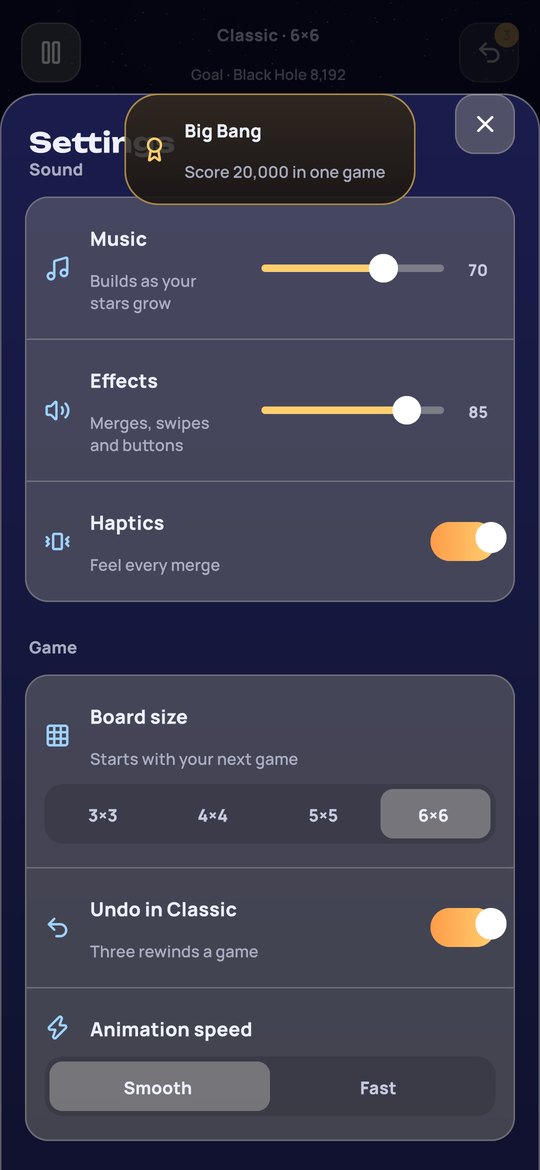 Classic · 6×6
3
Goal · Black Hole 8,192
Settings
Big Bang
Score 20,000 in one game
Sound
Music
Builds as your
stars grow
70
Effects
Merges, swipes
and buttons
85
Haptics
Feel every merge
Game
Board size
Starts with your next game
3×3 4×4 5×5 6×6
Undo in Classic
Three rewinds a game
Animation speed
Smooth Fast